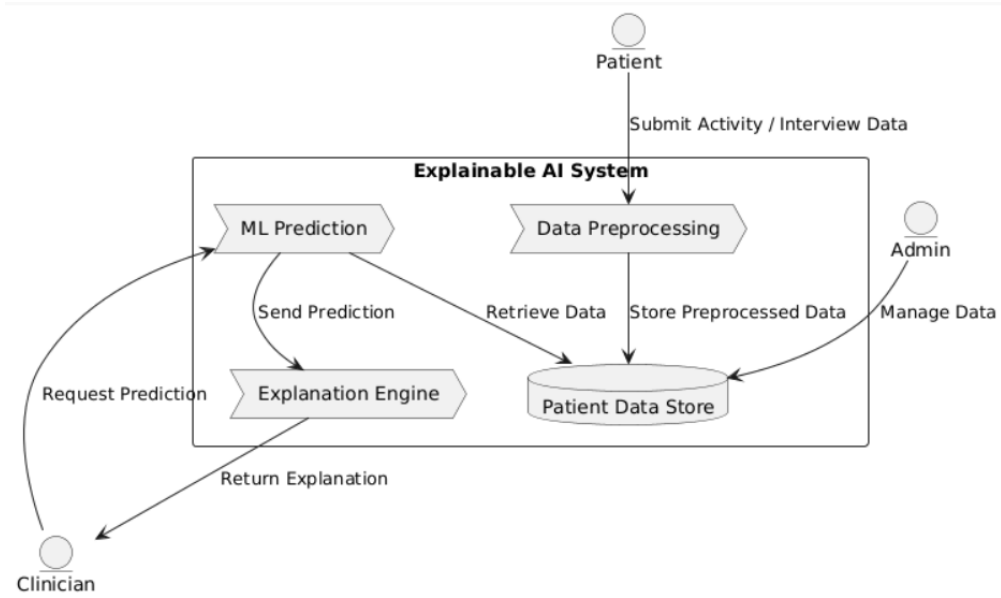 Patient
Submit Activity / Interview Data
Explainable AI System
ML Prediction
Data Preprocessing
Admin
Send Prediction
Retrieve Data
Store Preprocessed Data
Manage Data
Request Prediction
Explanation Engine
Patient Data Store
Return Explanation
Clinician